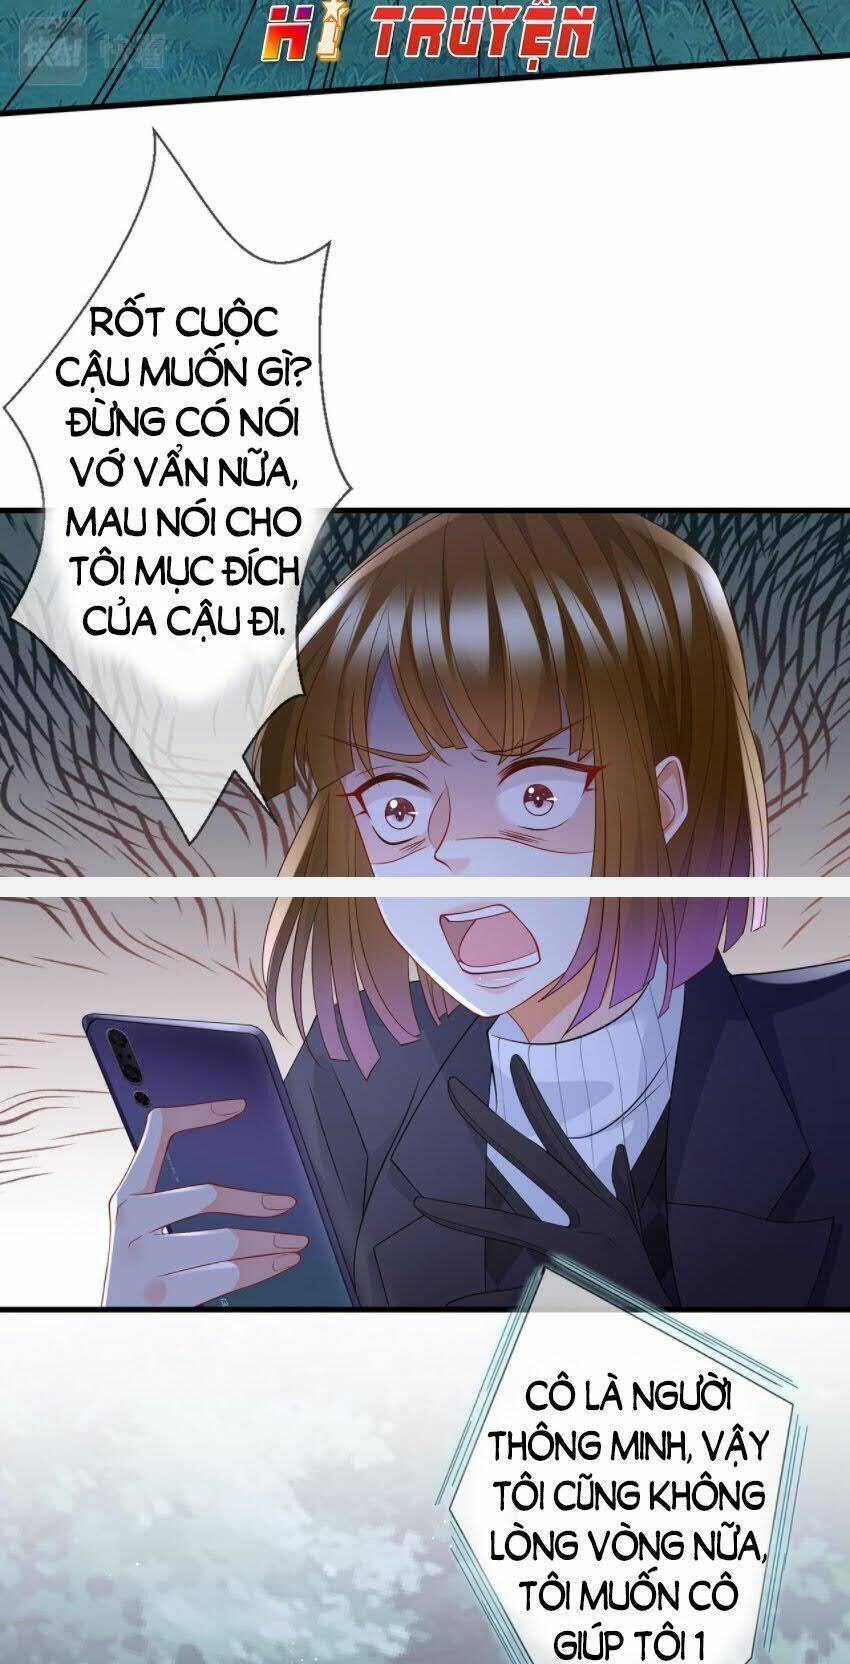 HÍ TRUYỆN
RỐT CUỘC
CẬU MUỐN GÌ?
ĐỪNG CÓ NÓI
VỚ VẨN NỮA,
MAU NÓI CHO
TÔI MỤC ĐÍCH
CỦA CẬU ĐI.
CÔ LÀ NGƯỜI
THÔNG MINH, VẬY
TÔI CŨNG KHÔNG
LÒNG VÒNG NỮA,
TÔI MUỐN CÔ
GIÚP TÔI 1